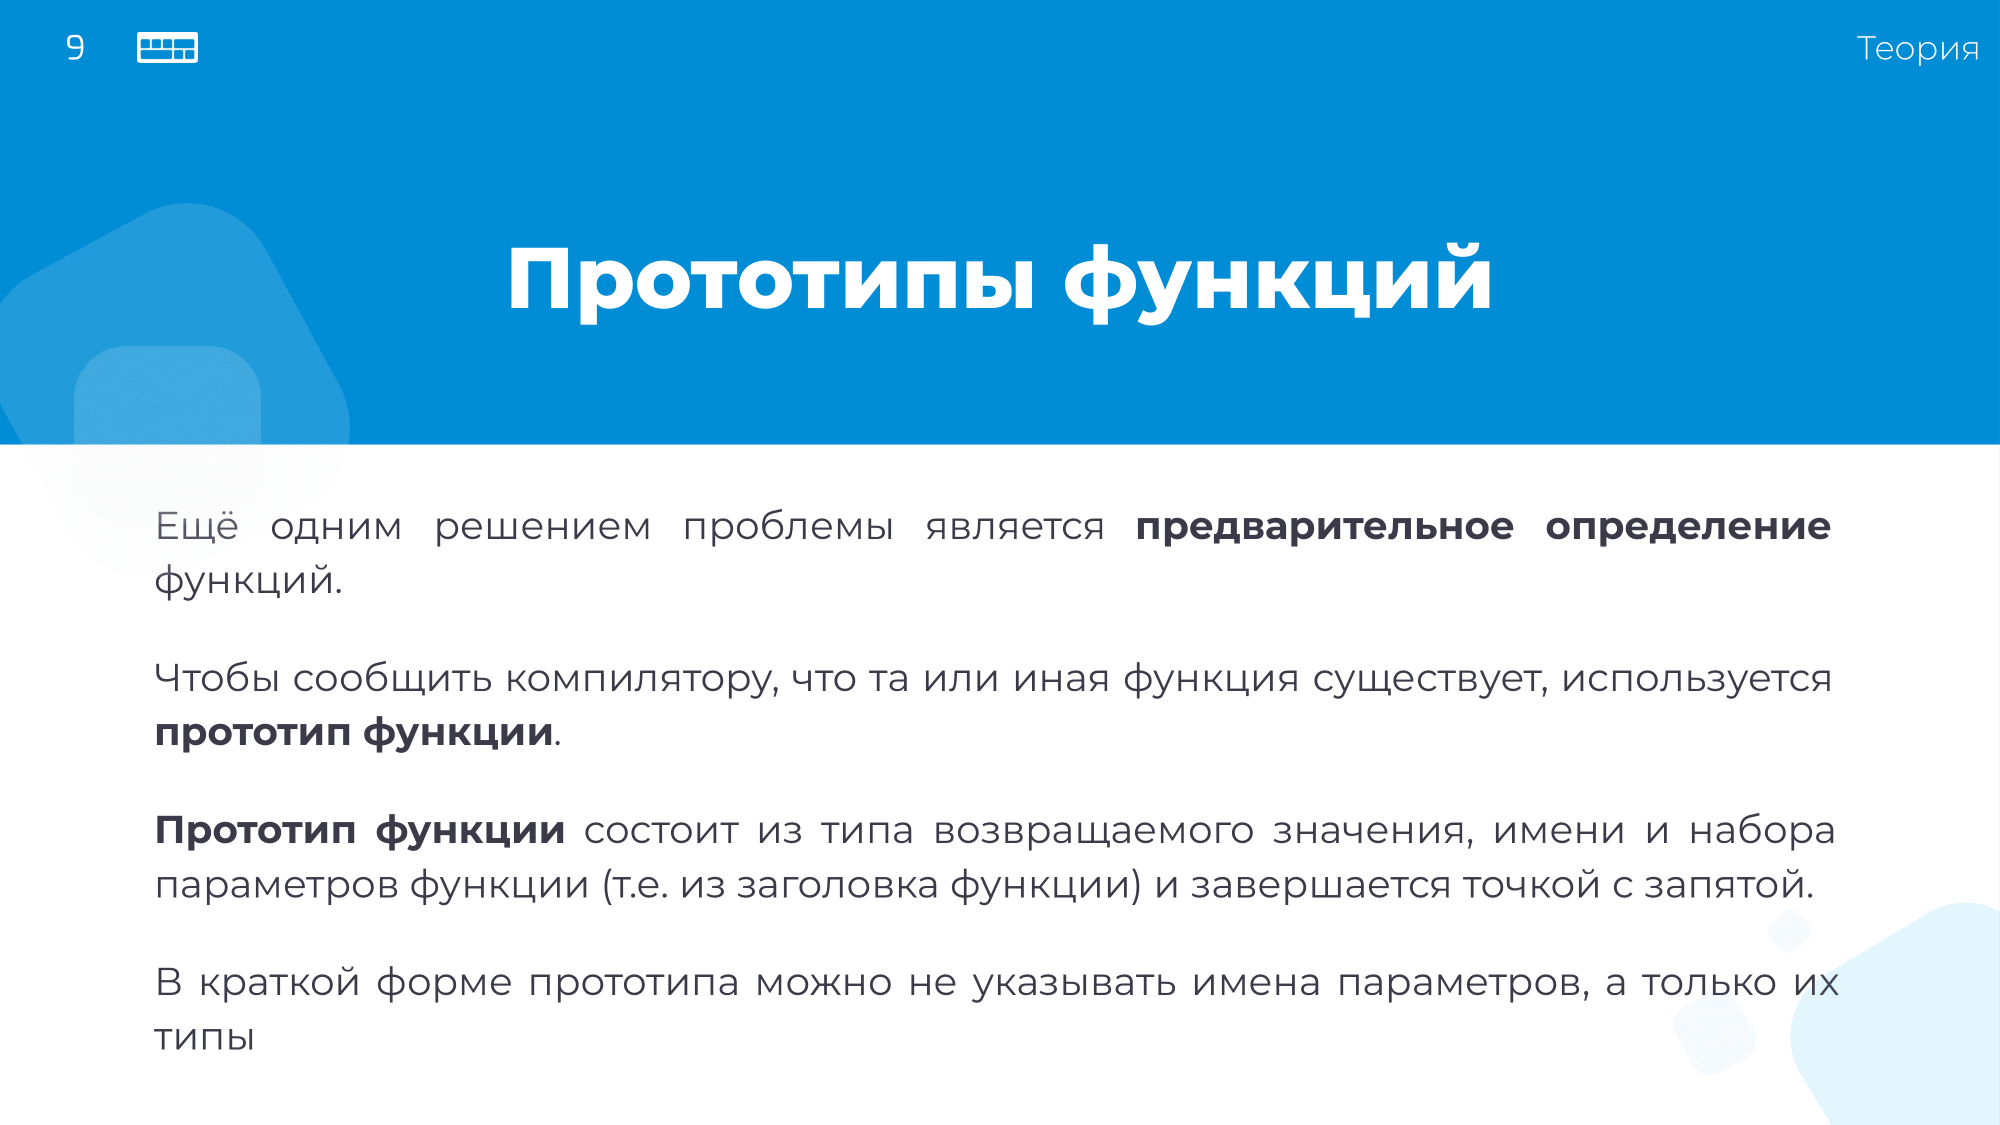 9
Теория
Прототипы функций
Ещё одним решением проблемы является предварительное определение
функций.
Чтобы сообщить компилятору, что та или иная функция существует, используется
прототип функции.
Прототип функции состоит из типа возвращаемого значения, имени и набора
параметров функции (т.е. из заголовка функции) и завершается точкой с запятой.
В краткой форме прототипа можно не указывать имена параметров, а только их
типы